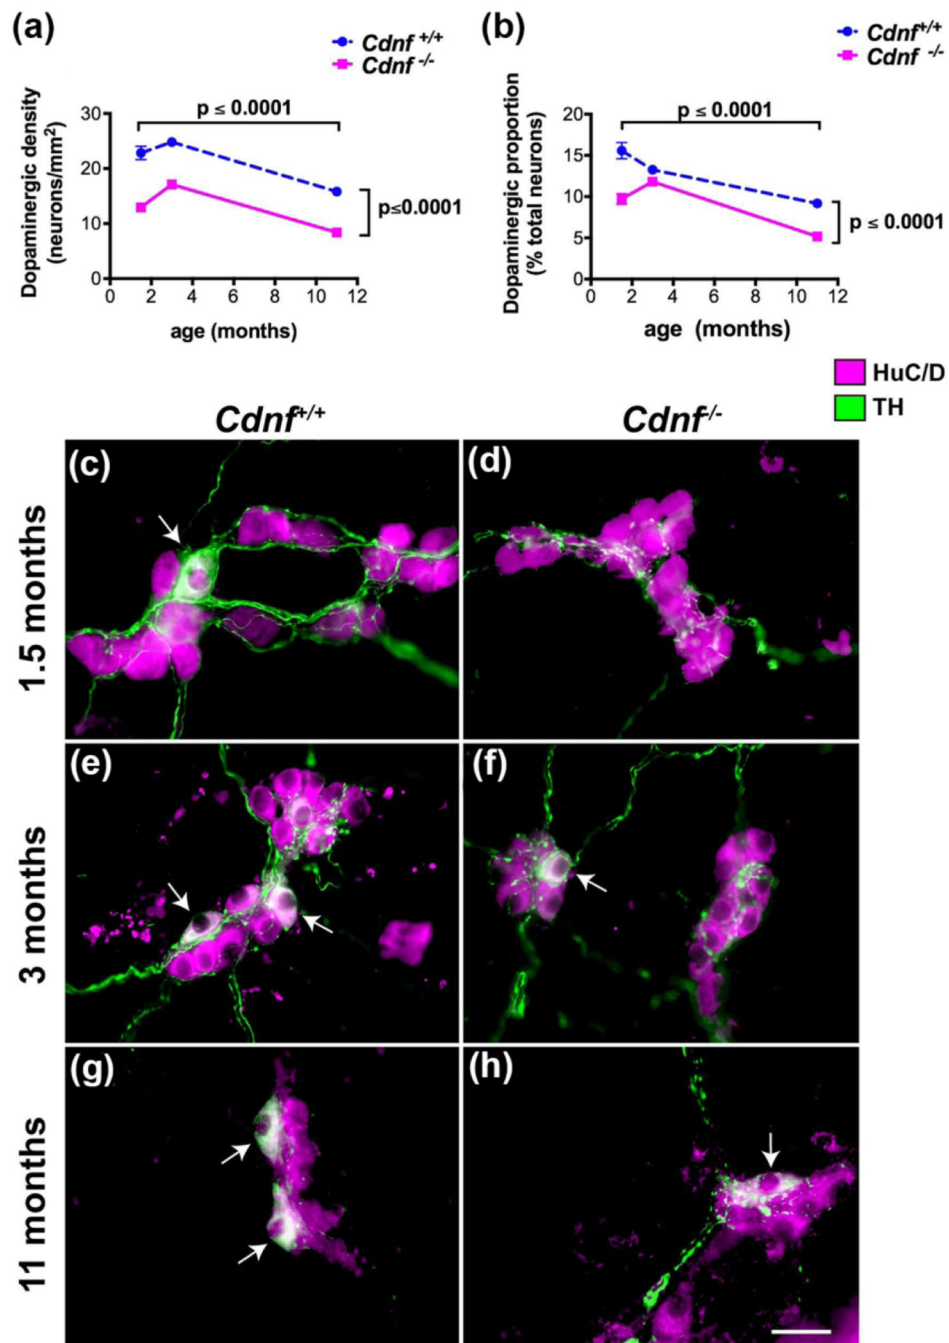 (a)
Cdnf +/+
Cdnf -/-
p ≤ 0.0001
Dopaminergic density
(neurons/mm²)
30
20
10
0
p≤0.0001
0 2 4 6 8 10 12
age (months)
(b)
Cdnf+/+
Cdnf -/-
p ≤ 0.0001
Dopaminergic proportion
(% total neurons)
20
15
10
5
0
p ≤ 0.0001
0 2 4 6 8 10 12
age (months)
HuC/D
TH
Cdnf+/+
Cdnf-/-
1.5 months
(c)
(d)
3 months
(e)
(f)
11 months
(g)
(h)